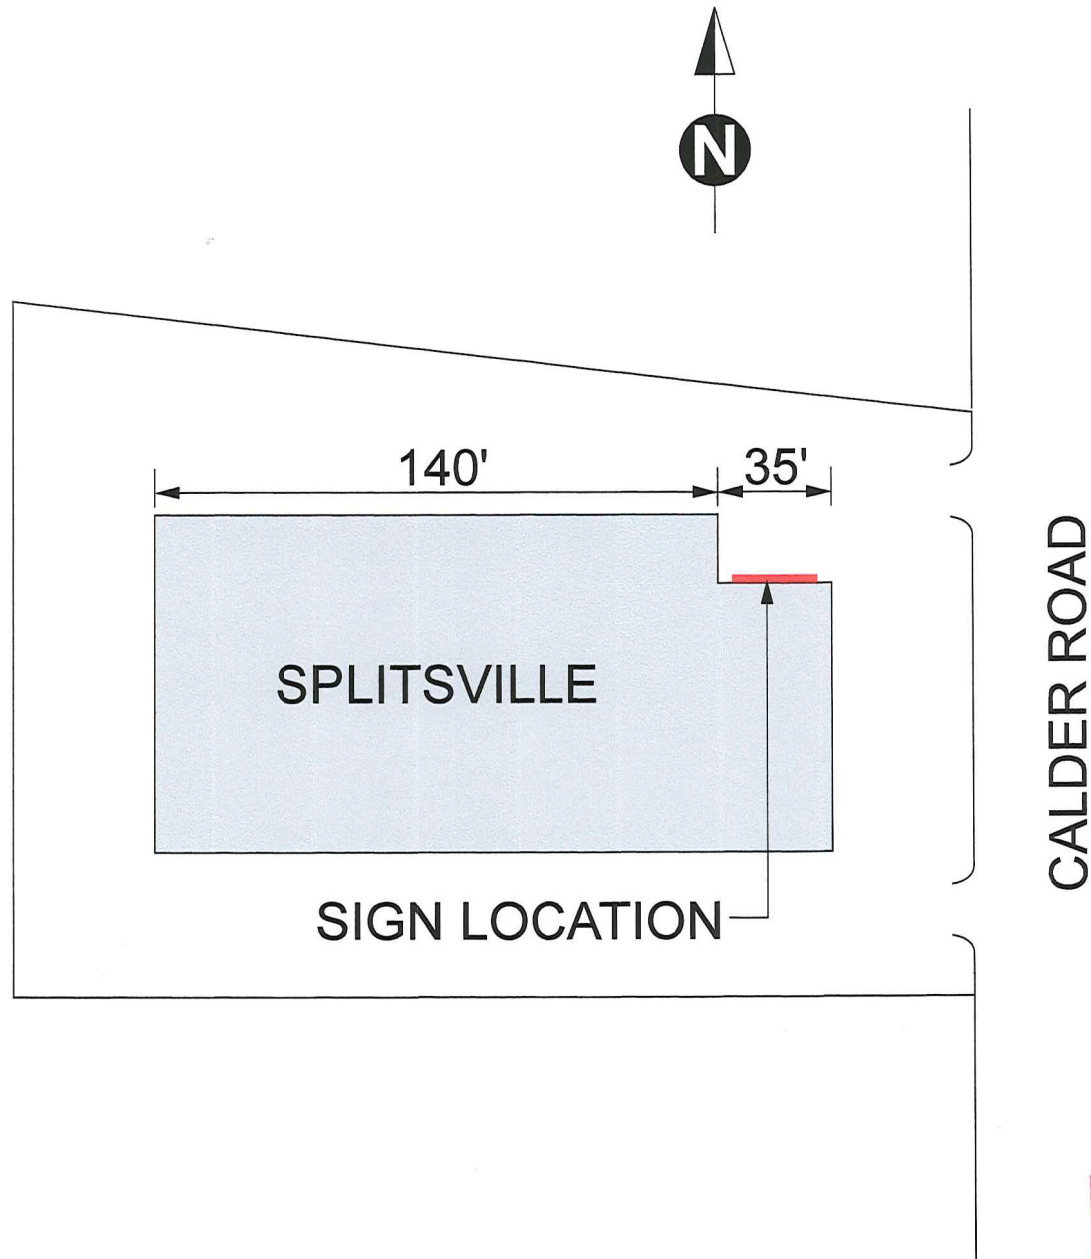 N
140'
35'
SPLITSVILLE
CALDER ROAD
SIGN LOCATION